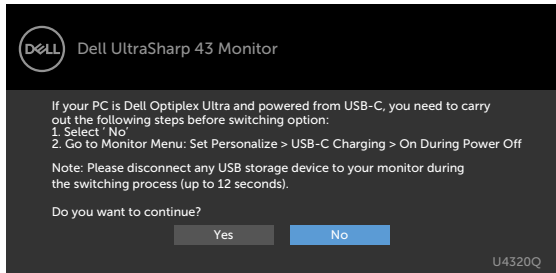 DELL Dell UltraSharp 43 Monitor
If your PC is Dell Optiplex Ultra and powered from USB-C, you need to carry
out the following steps before switching option:
1. Select ' No'
2. Go to Monitor Menu: Set Personalize > USB-C Charging > On During Power Off
Note: Please disconnect any USB storage device to your monitor during
the switching process (up to 12 seconds).
Do you want to continue?
Yes No
U4320Q